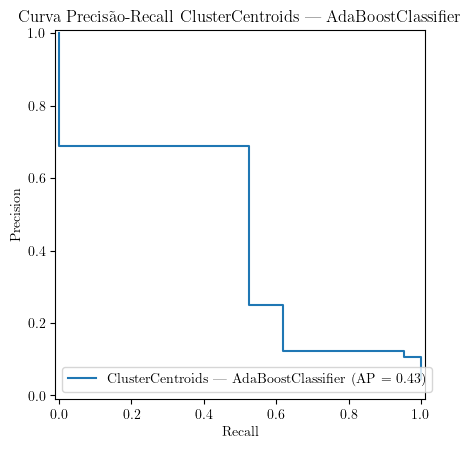 Curva Precisão-Recall ClusterCentroids — AdaBoostClassifier
1.0
0.8
0.6
0.4
0.2
0.0
Precision
ClusterCentroids — AdaBoostClassifier (AP = 0.43)
0.0 0.2 0.4 0.6 0.8 1.0
Recall